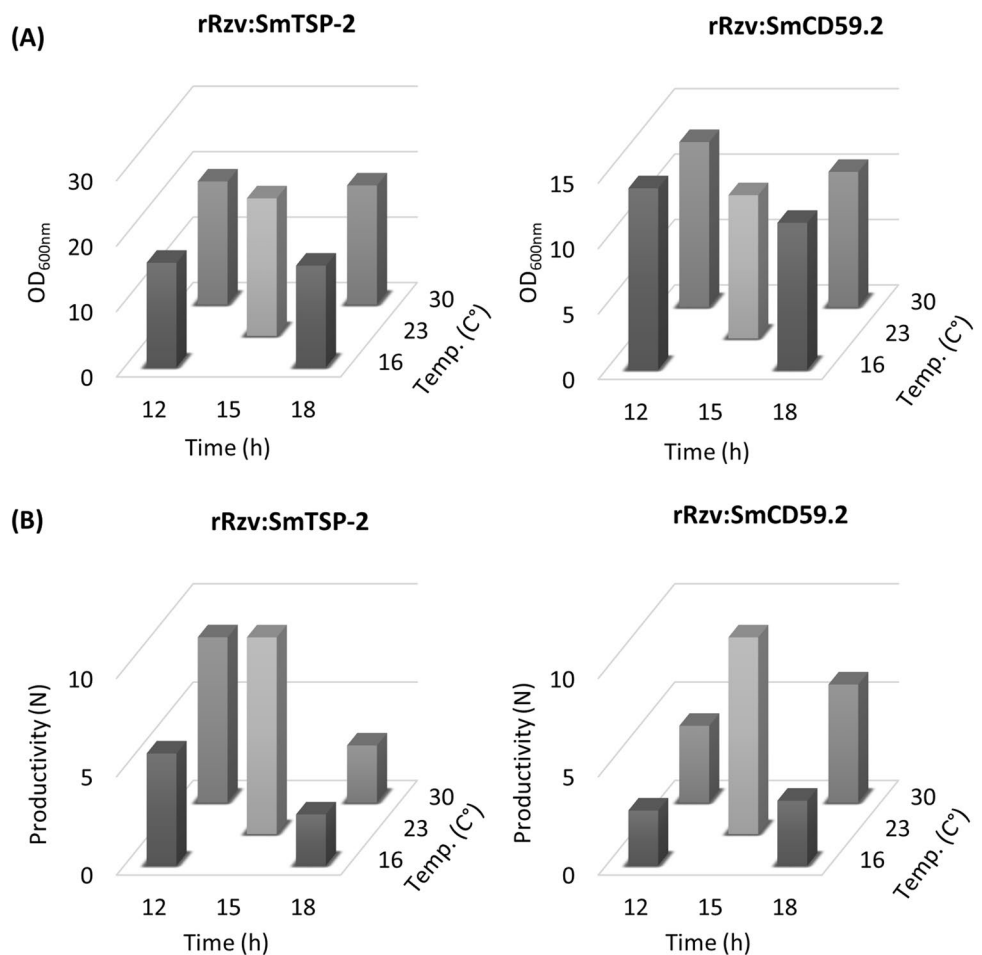 (A)
rRzv:SmTSP-2
OD600nm
30
20
10
0
12 15 18
Time (h)
16
23
30
Temp. (C°)
rRzv:SmCD59.2
OD600nm
15
10
5
0
12 15 18
Time (h)
16
23
30
Temp. (C°)
(B)
rRzv:SmTSP-2
Productivity (N)
10
5
0
12 15 18
Time (h)
16
23
30
Temp. (C°)
rRzv:SmCD59.2
Productivity (N)
10
5
0
12 15 18
Time (h)
16
23
30
Temp. (C°)